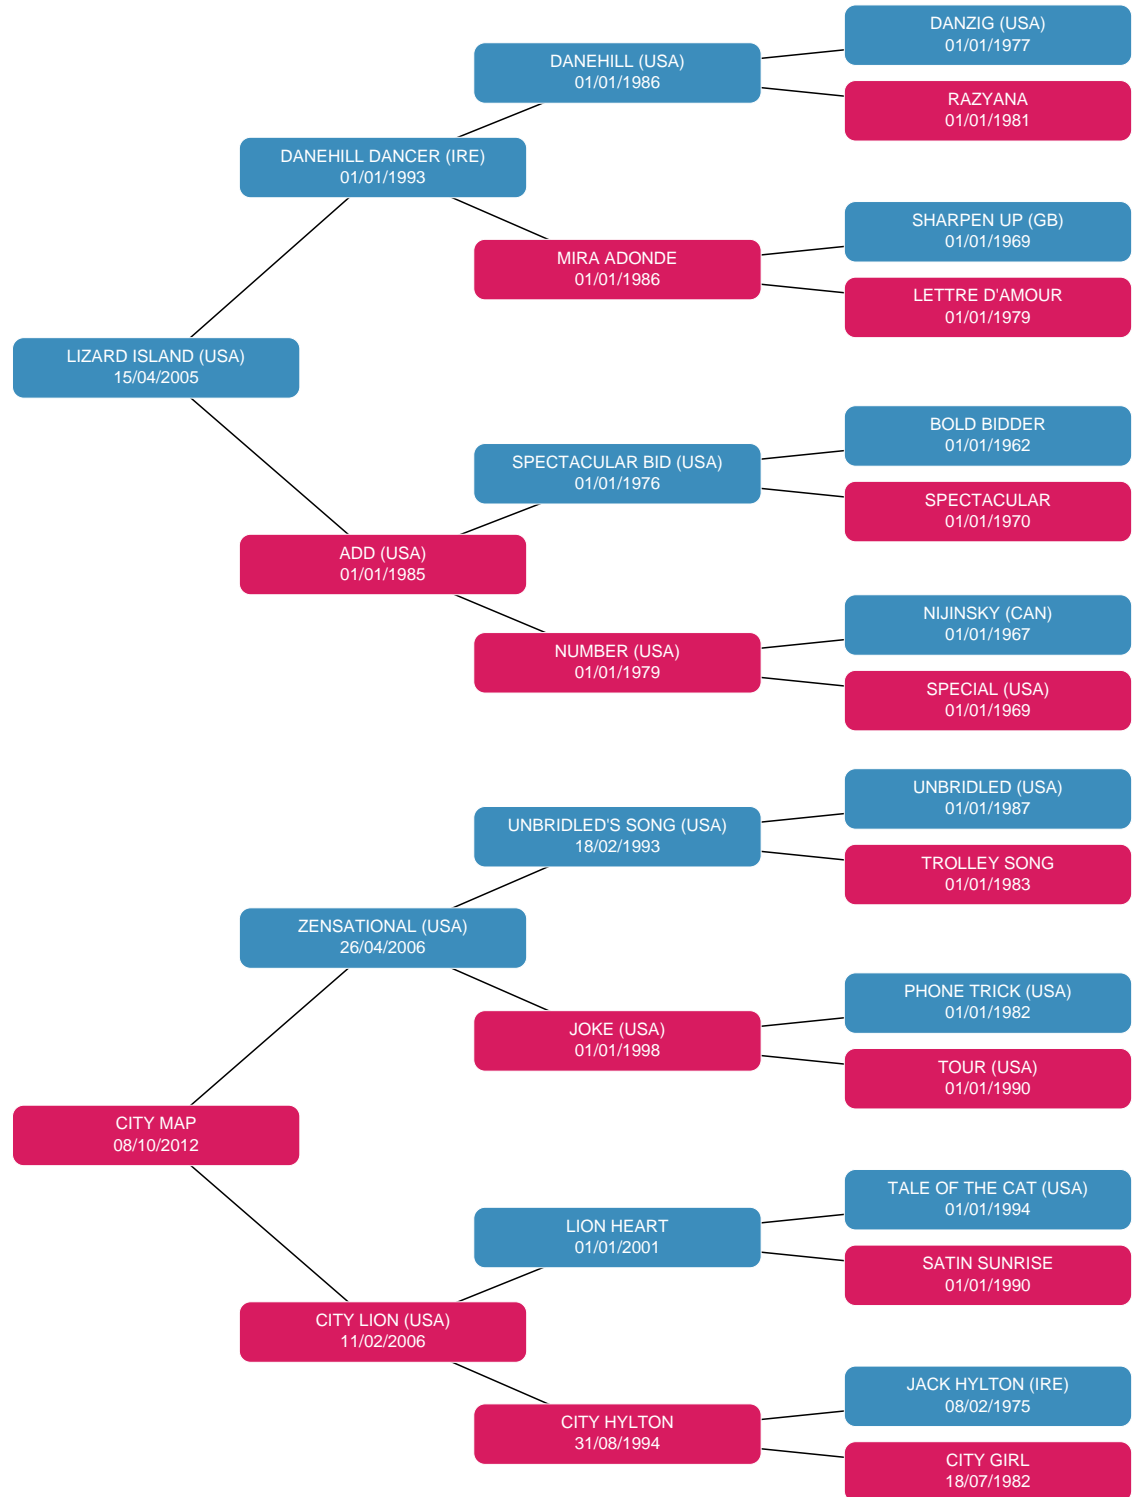 DANZIG (USA)
01/01/1977
DANEHILL (USA)
01/01/1986
RAZYANA
01/01/1981
DANEHILL DANCER (IRE)
01/01/1993
SHARPEN UP (GB)
01/01/1969
MIRA ADONDE
01/01/1986
LETTRE D'AMOUR
01/01/1979
LIZARD ISLAND (USA)
15/04/2005
BOLD BIDDER
01/01/1962
SPECTACULAR BID (USA)
01/01/1976
SPECTACULAR
01/01/1970
ADD (USA)
01/01/1985
NIJINSKY (CAN)
01/01/1967
NUMBER (USA)
01/01/1979
SPECIAL (USA)
01/01/1969
UNBRIDLED (USA)
01/01/1987
UNBRIDLED'S SONG (USA)
18/02/1993
TROLLEY SONG
01/01/1983
ZENSATIONAL (USA)
26/04/2006
PHONE TRICK (USA)
01/01/1982
JOKE (USA)
01/01/1998
TOUR (USA)
01/01/1990
CITY MAP
08/10/2012
TALE OF THE CAT (USA)
01/01/1994
LION HEART
01/01/2001
SATIN SUNRISE
01/01/1990
CITY LION (USA)
11/02/2006
JACK HYLTON (IRE)
08/02/1975
CITY HYLTON
31/08/1994
CITY GIRL
18/07/1982